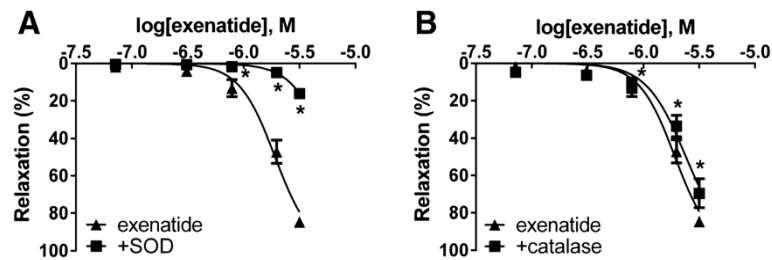 A
log[exenatide], M
-7.5 -7.0 -6.5 -6.0 -5.5 -5.0
0
20
40
60
80
100
Relaxation (%)
*
*
*
exenatide
+SOD
B
log[exenatide], M
-7.5 -7.0 -6.5 -6.0 -5.5 -5.0
0
20
40
60
80
100
Relaxation (%)
*
*
*
exenatide
+catalase